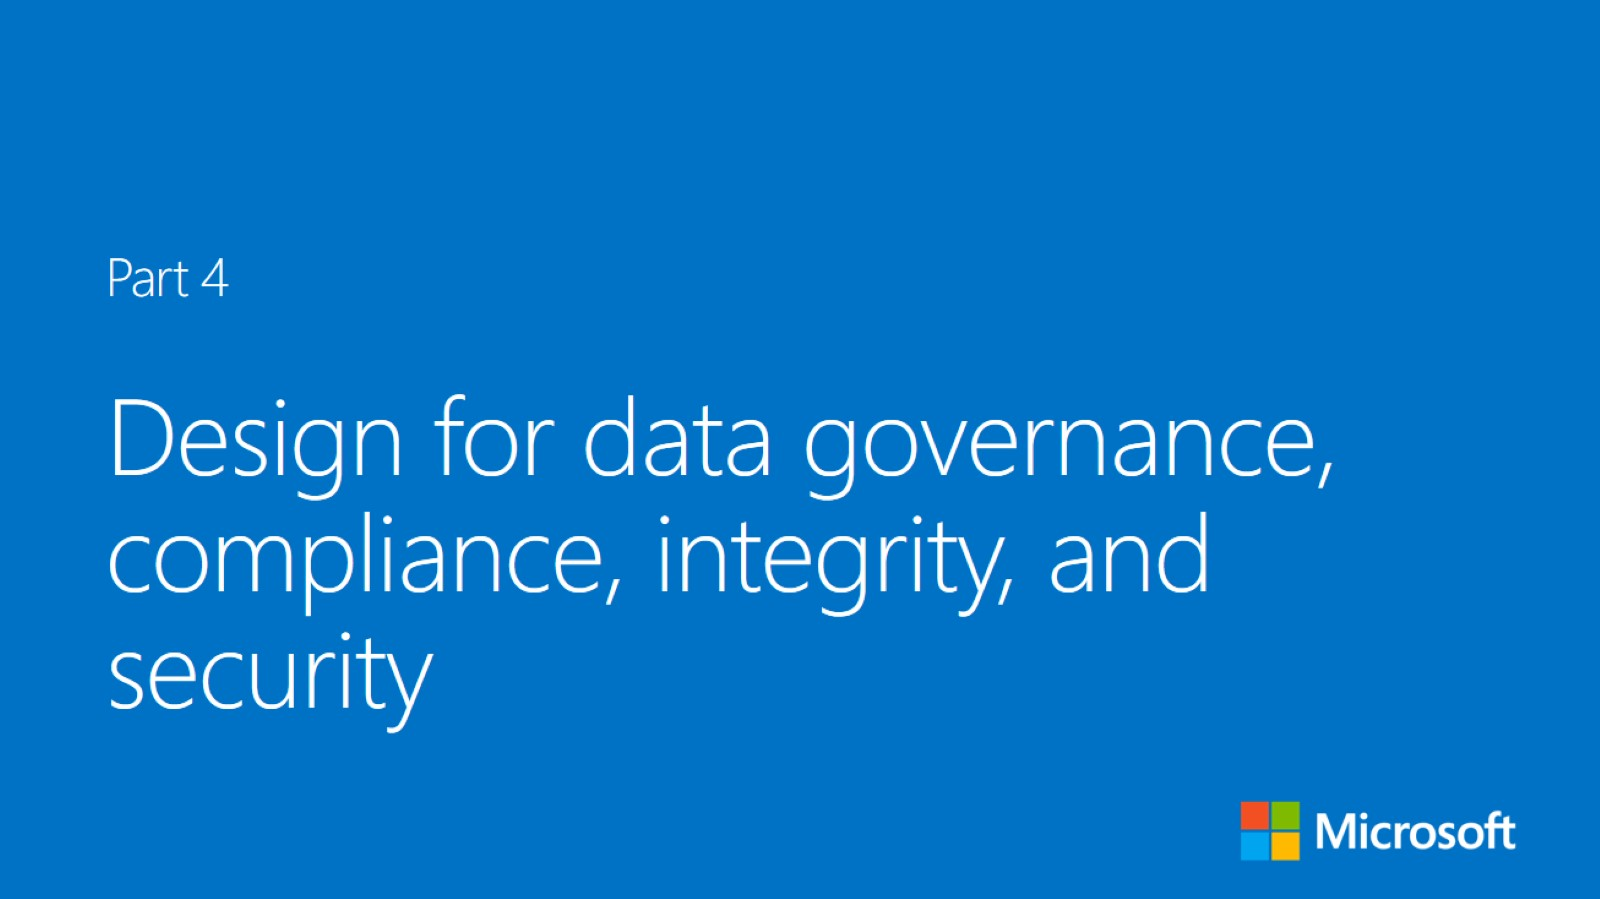 Part 4
Design for data governance,
compliance, integrity, and
security
Microsoft